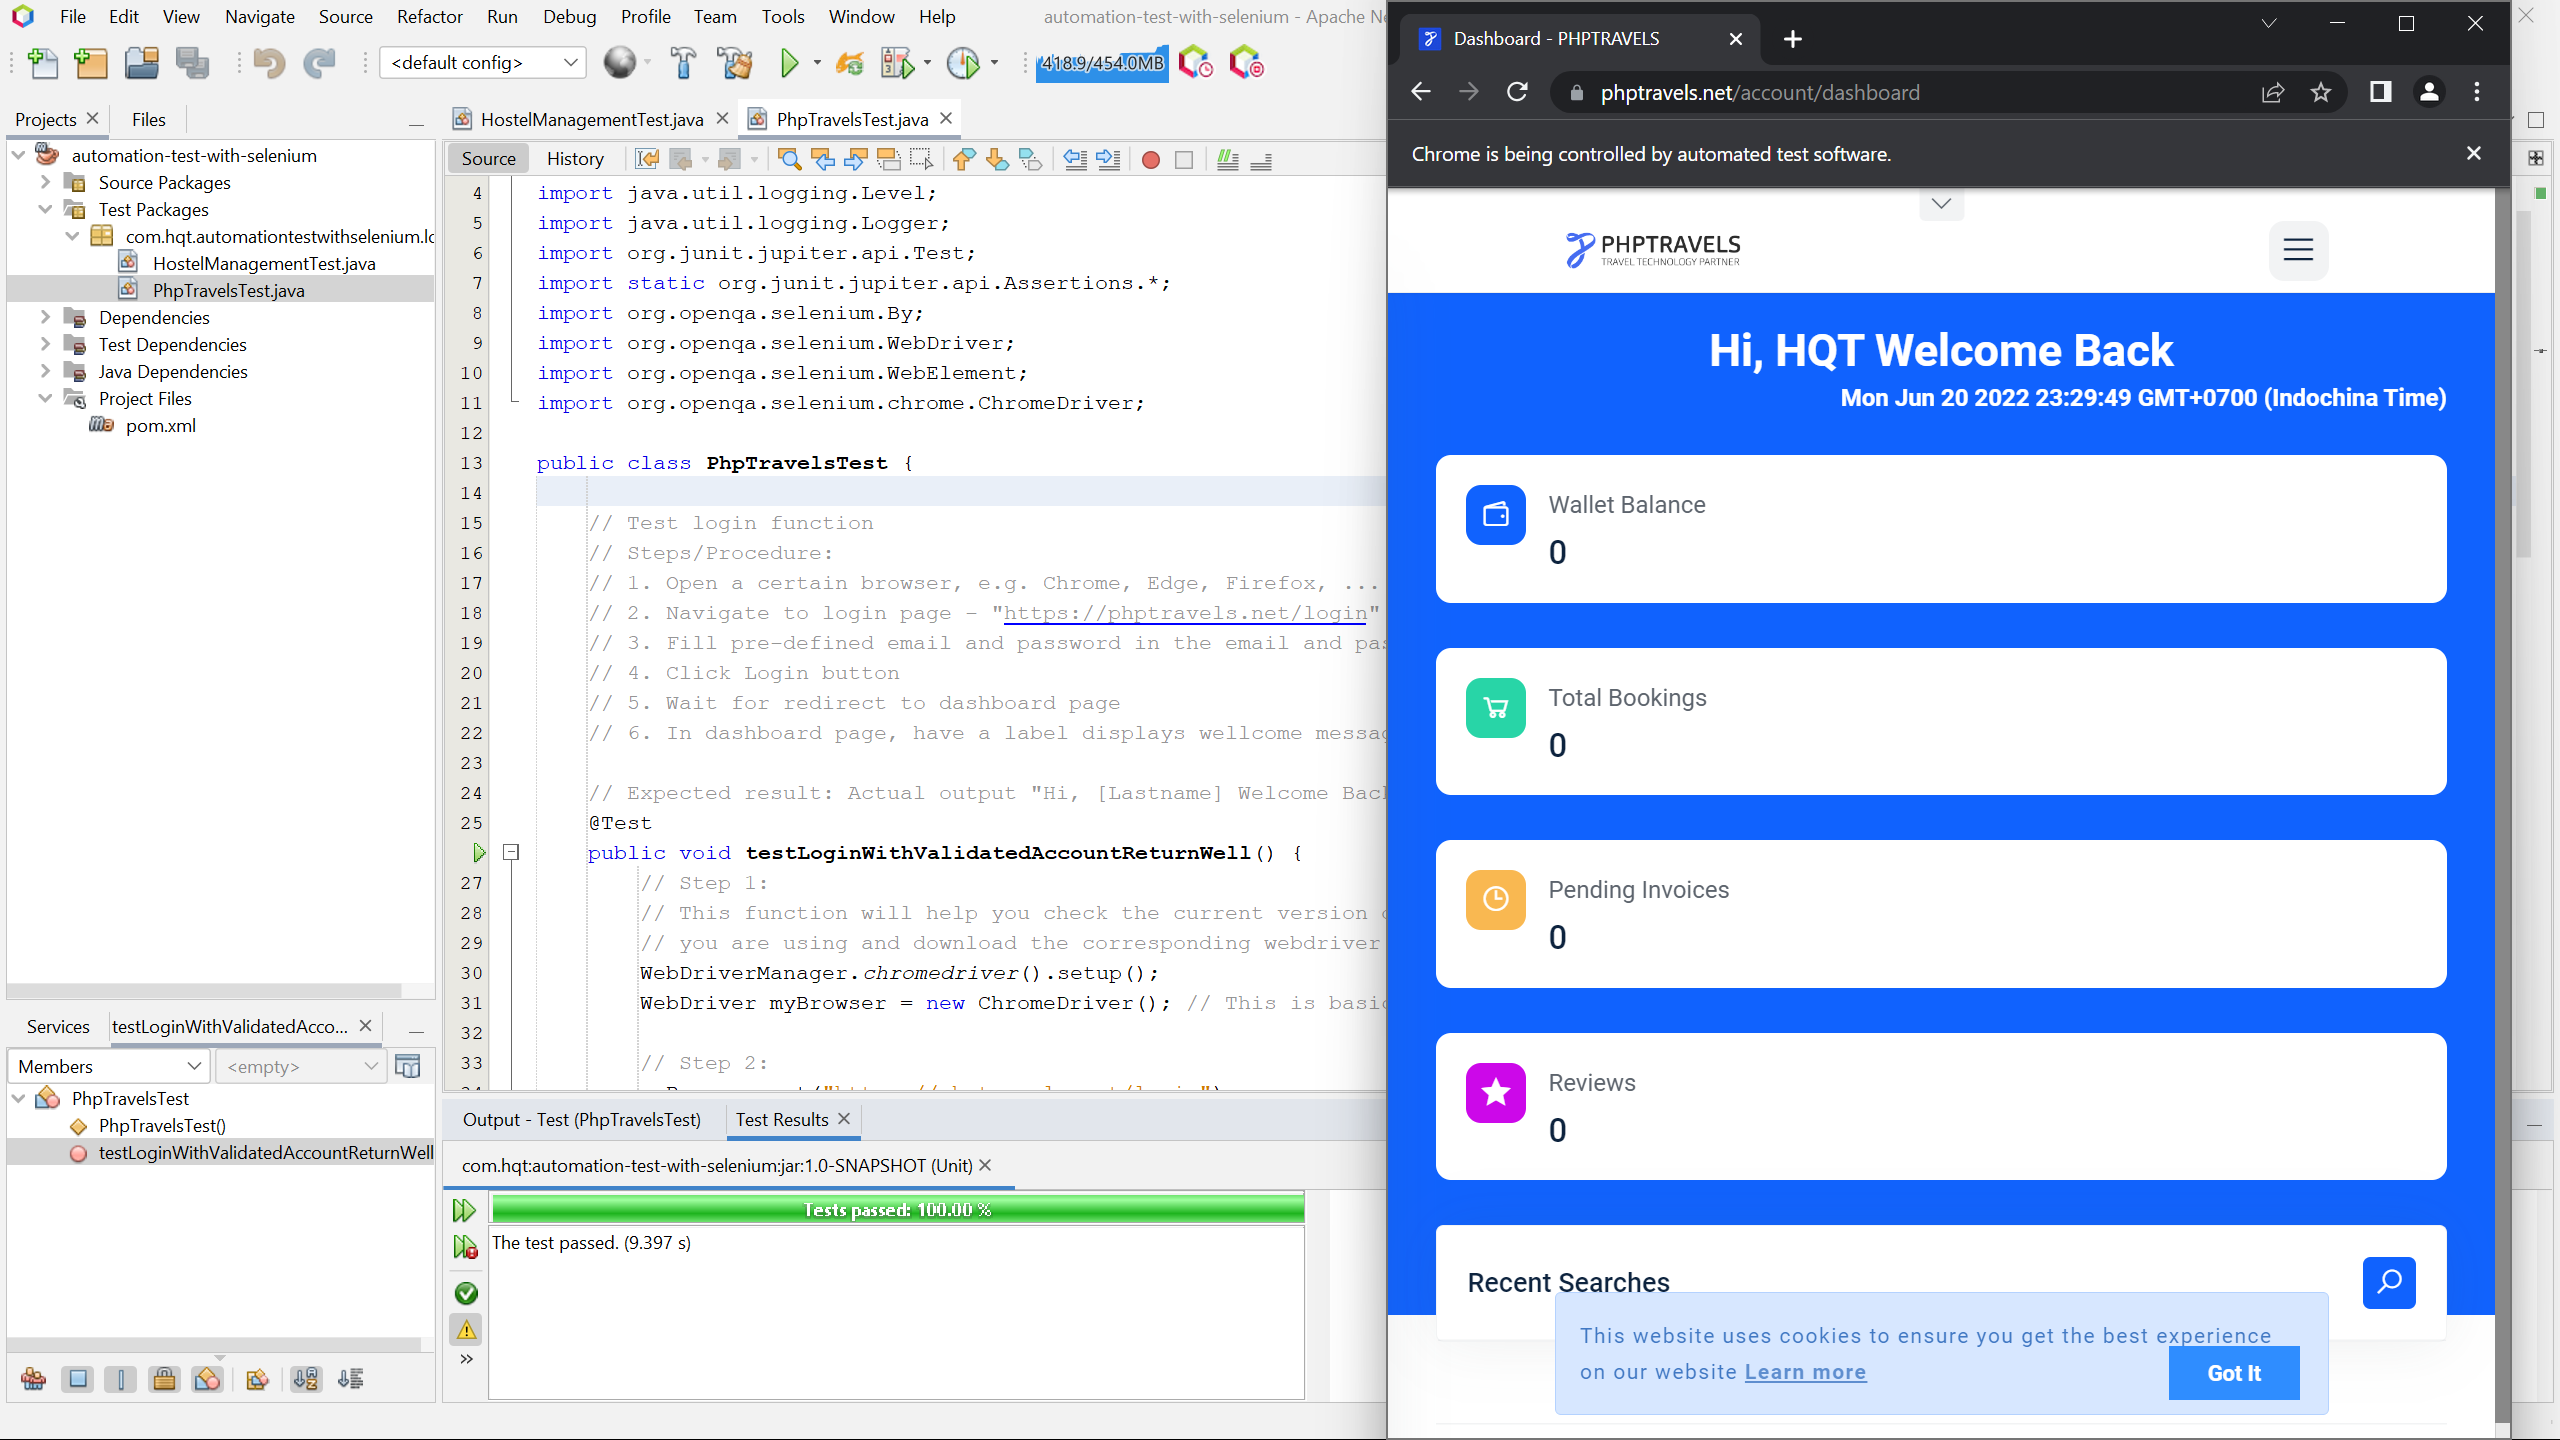 File Edit View Navigate Source Refactor Run Debug Profile Team Tools Window Help
automation-test-with-selenium - Apache Ne
<default config>
418.9/454.0MB
Projects
Files
automation-test-with-selenium
Source Packages
Test Packages
com.hqt.automationtestwithselenium.lo
HostelManagementTest.java
PhpTravelsTest.java
Dependencies
Test Dependencies
Java Dependencies
Project Files
pom.xml
Services
testLoginWithValidatedAcco...
Members
<empty>
PhpTravelsTest
PhpTravelsTest()
testLoginWithValidatedAccountReturnWell
HostelManagementTest.java
PhpTravelsTest.java
Source
History
4 import java.util.logging.Level;
5 import java.util.logging.Logger;
6 import org.junit.jupiter.api.Test;
7 import static org.junit.jupiter.api.Assertions.*;
8 import org.openqa.selenium.By;
9 import org.openqa.selenium.WebDriver;
10 import org.openqa.selenium.WebElement;
11 import org.openqa.selenium.chrome.ChromeDriver;
12
13 public class PhpTravelsTest {
14
15 // Test login function
16 // Steps/Procedure:
17 // 1. Open a certain browser, e.g. Chrome, Edge, Firefox, ...
18 // 2. Navigate to login page - "https://phptravels.net/login"
19 // 3. Fill pre-defined email and password in the email and pas
20 // 4. Click Login button
21 // 5. Wait for redirect to dashboard page
22 // 6. In dashboard page, have a label displays wellcome messag
23
24 // Expected result: Actual output "Hi, [Lastname] Welcome Back
25 @Test
public void testLoginWithValidatedAccountReturnWell() {
27 // Step 1:
28 // This function will help you check the current version
29 // you are using and download the corresponding webdriver
30 WebDriverManager.chromedriver().setup();
31 WebDriver myBrowser = new ChromeDriver(); // This is basic
32
33 // Step 2:
Output - Test (PhpTravelsTest)
Test Results
com.hqt:automation-test-with-selenium:jar:1.0-SNAPSHOT (Unit)
Tests passed: 100.00 %
The test passed. (9.397 s)
Dashboard - PHPTRAVELS
phptravels.net/account/dashboard
Chrome is being controlled by automated test software.
PHPTRAVELS
TRAVEL TECHNOLOGY PARTNER
Hi, HQT Welcome Back
Mon Jun 20 2022 23:29:49 GMT+0700 (Indochina Time)
Wallet Balance
0
Total Bookings
0
Pending Invoices
0
Reviews
0
Recent Searches
This website uses cookies to ensure you get the best experience
on our website Learn more
Got It